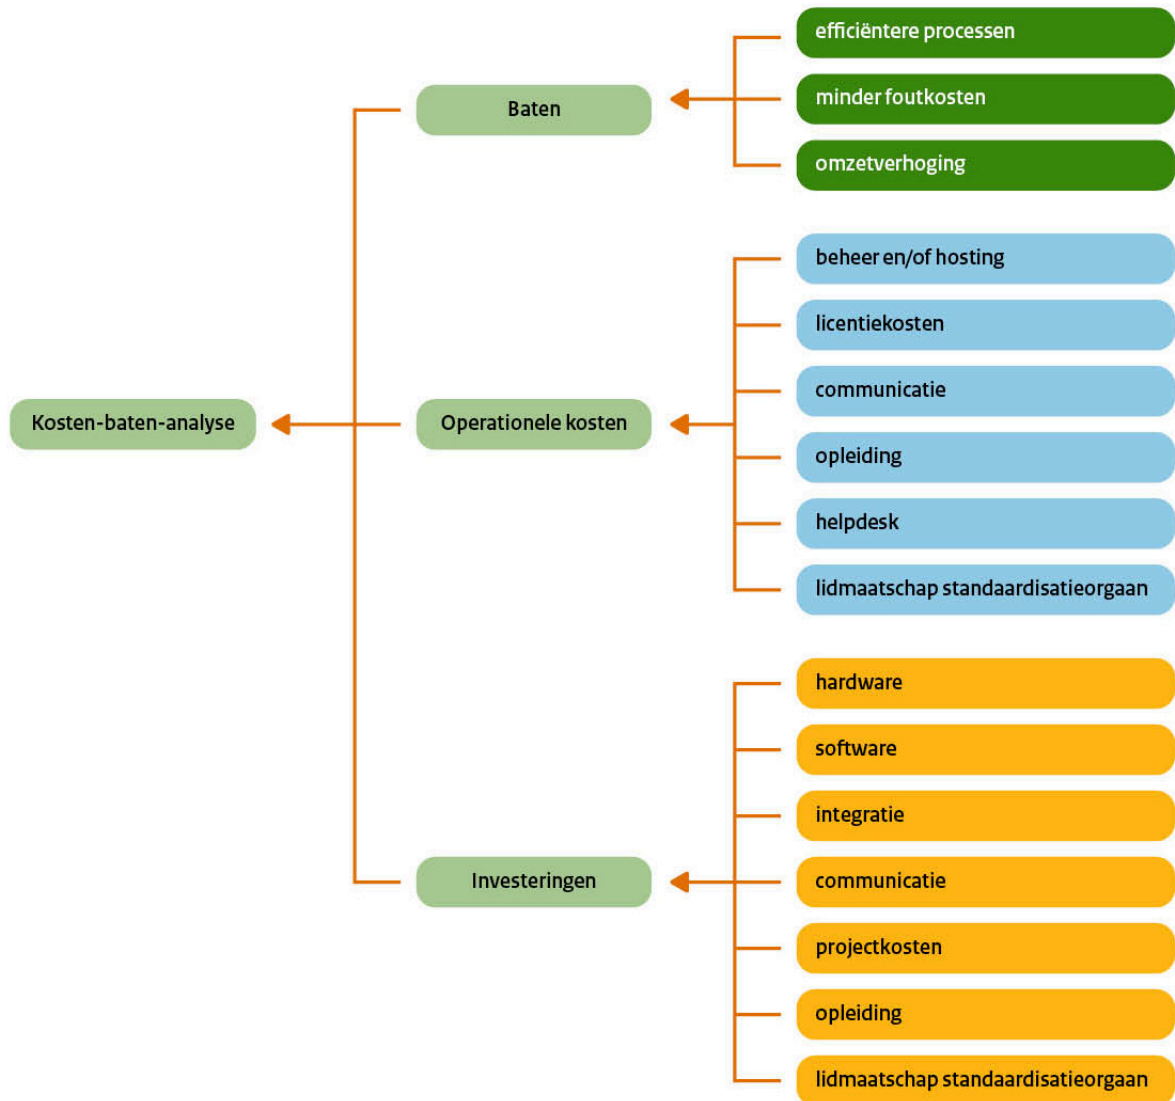 efficiëntere processen
Baten
minder foutkosten
omzetverhoging
beheer en/of hosting
licentiekosten
communicatie
Kosten-baten-analyse
Operationele kosten
opleiding
helpdesk
lidmaatschap standaardisatieorgaan
hardware
software
integratie
Investeringen
communicatie
projectkosten
opleiding
lidmaatschap standaardisatieorgaan